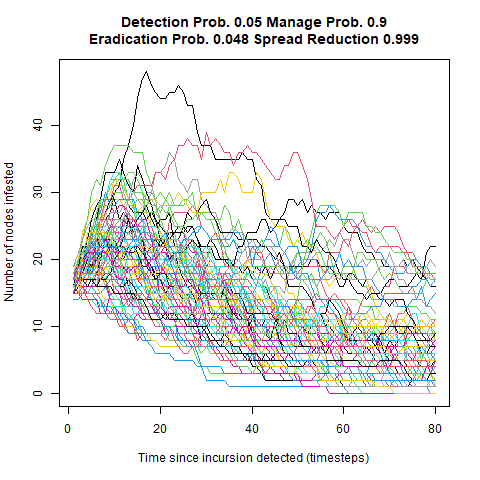 Detection Prob. 0.05 Manage Prob. 0.9
Eradication Prob. 0.048 Spread Reduction 0.999
Number of nodes infested
40
30
20
10
0
0 20 40 60 80
Time since incursion detected (timesteps)